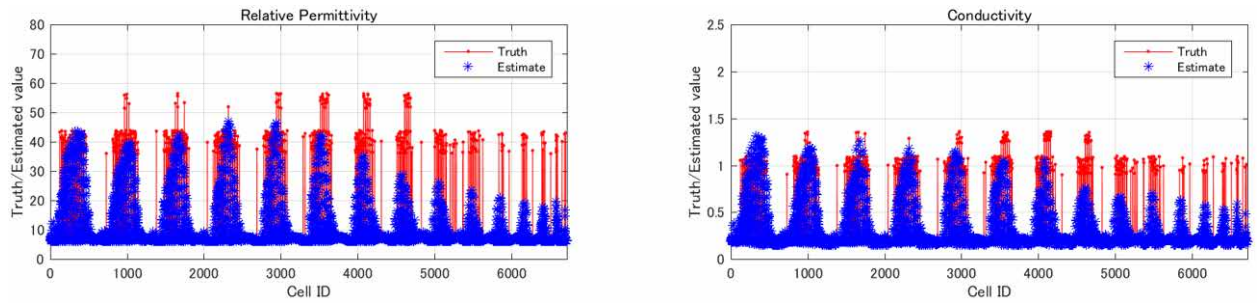 Relative Permittivity
Truth/Estimated value
80
70
60
50
40
30
20
10
0
Truth
Estimate
0 1000 2000 3000 4000 5000 6000
Cell ID
Conductivity
Truth/Estimated value
2.5
2
1.5
1
0.5
0
Truth
Estimate
0 1000 2000 3000 4000 5000 6000
Cell ID